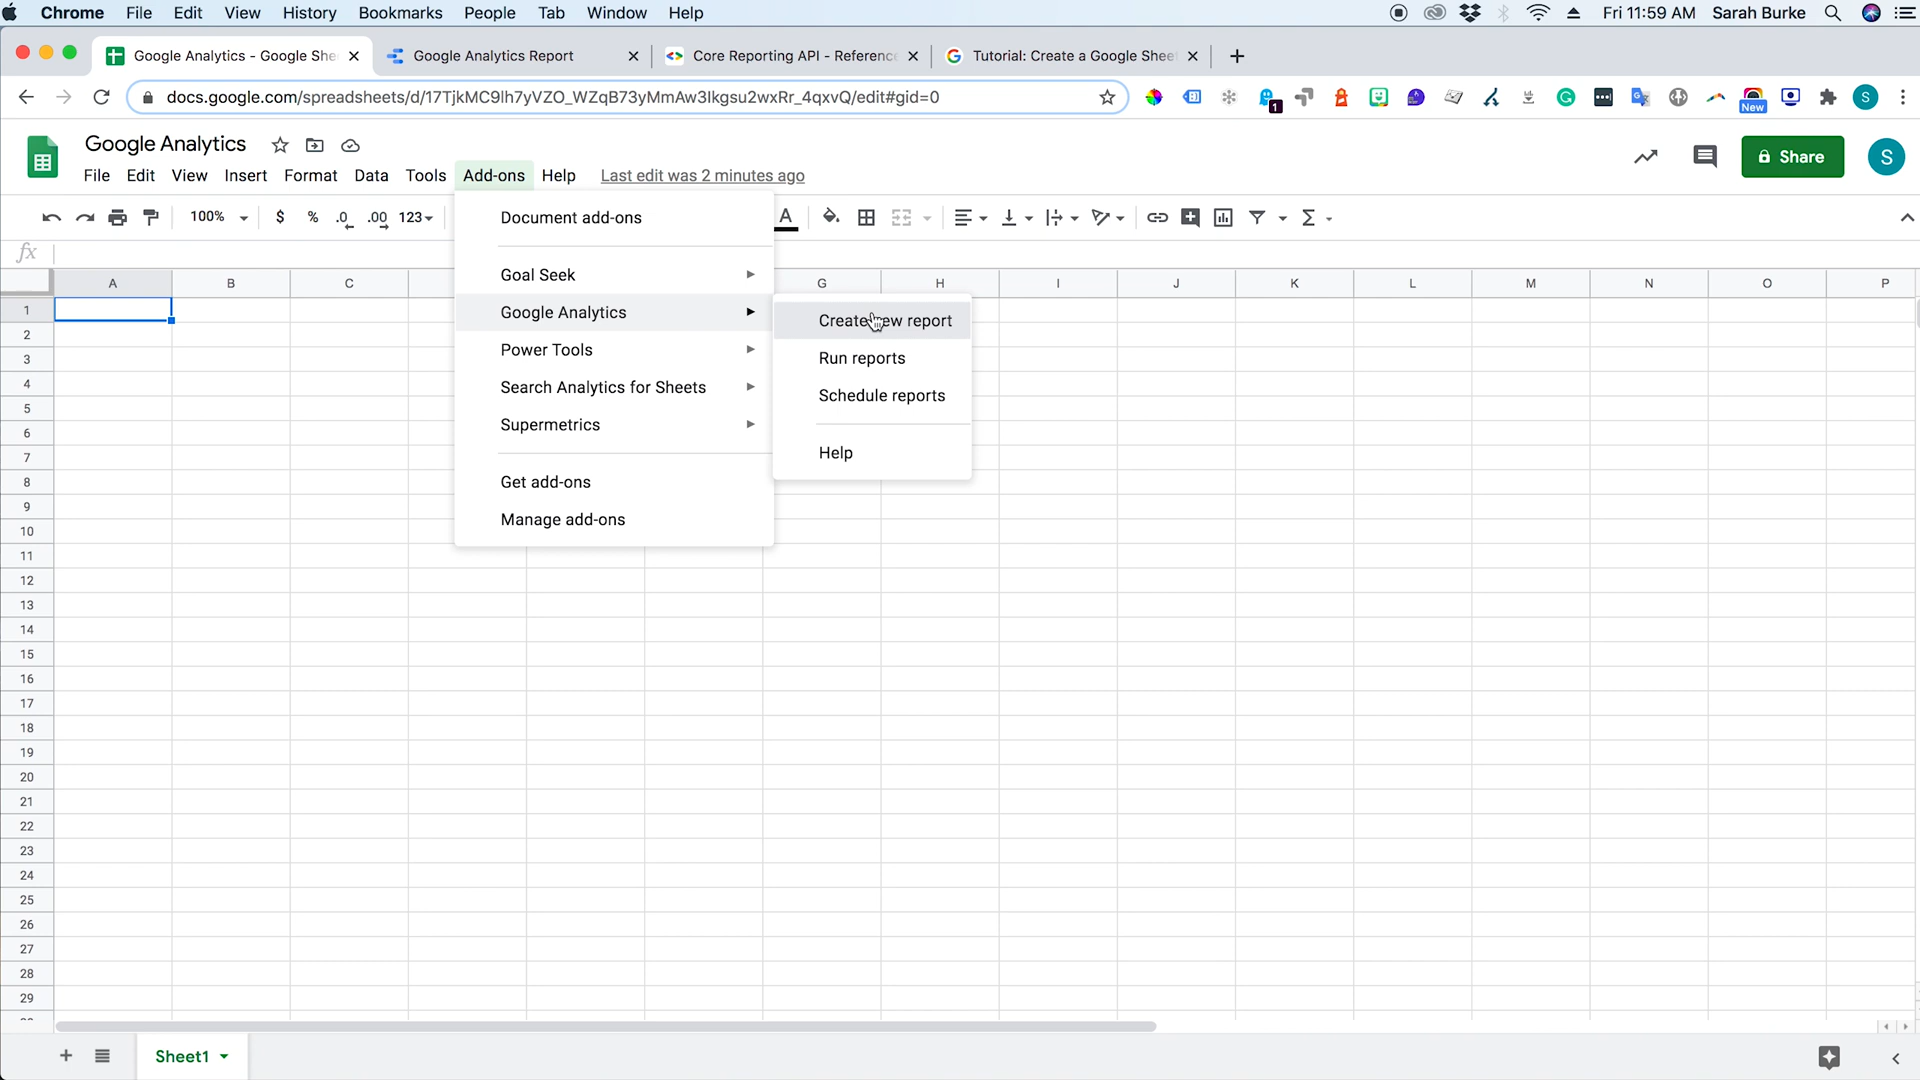 Chrome File Edit View History Bookmarks People Tab Window Help Fri 11:59 AM Sarah Burke
Google Analytics - Google She Google Analytics Report Core Reporting API - Reference Tutorial: Create a Google Shee
docs.google.com/spreadsheets/d/17TjkMC9lh7yVZO_WZqB73yMmAw3Ikgsu2wxRr_4qxvQ/edit#gid=0 1 New S
Google Analytics Share S
File Edit View Insert Format Data Tools Add-ons Help Last edit was 2 minutes ago
100% $ % .0 .00 123 A
fx
A B C G H I J K L M N O P
Document add-ons
Goal Seek
Google Analytics
Power Tools
Search Analytics for Sheets
Supermetrics
Get add-ons
Manage add-ons
Create new report
Run reports
Schedule reports
Help
1
2
3
4
5
6
7
8
9
10
11
12
13
14
15
16
17
18
19
20
21
22
23
24
25
26
27
28
29
Sheet1